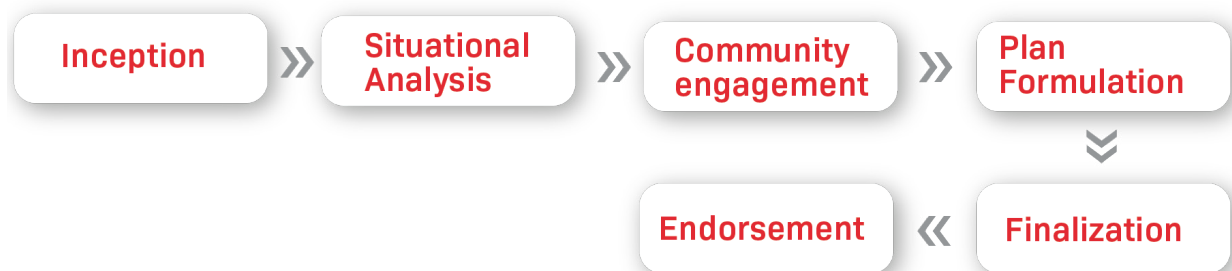 Inception
Situational
Analysis
Community
engagement
Plan
Formulation
Finalization
Endorsement